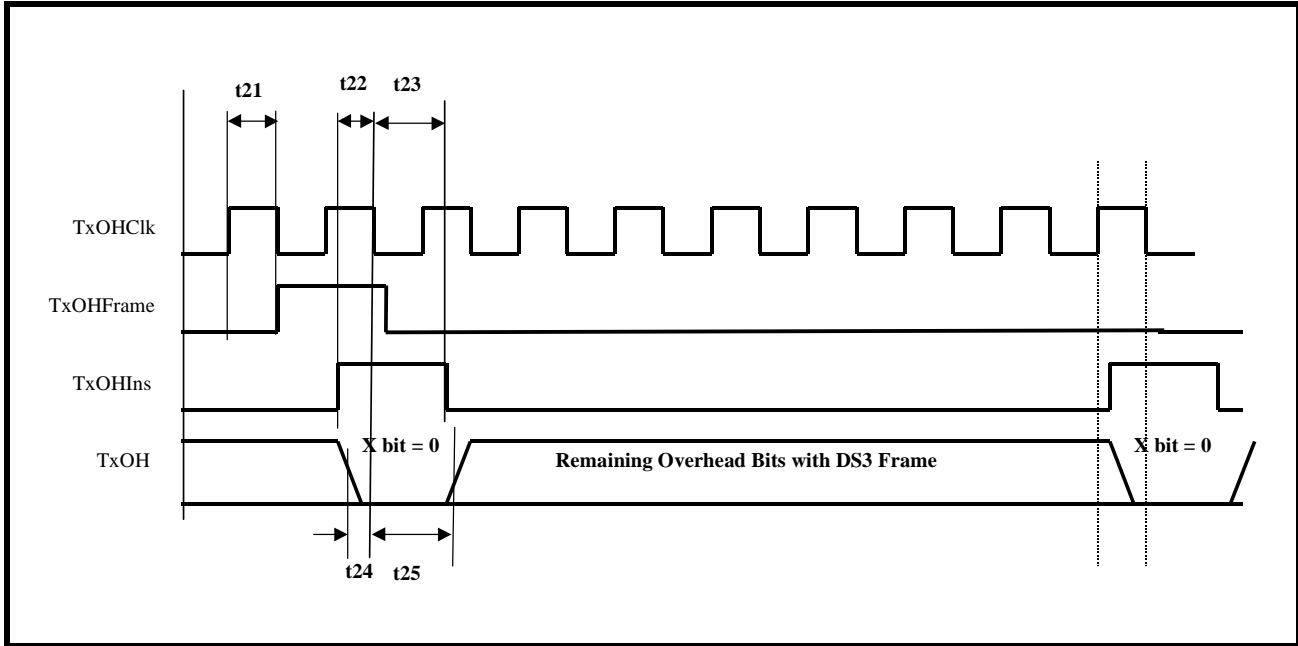 t21
t22
t23
TxOHClk
TxOHFrame
TxOHIns
TxOH
X bit = 0
Remaining Overhead Bits with DS3 Frame
X bit = 0
t24
t25